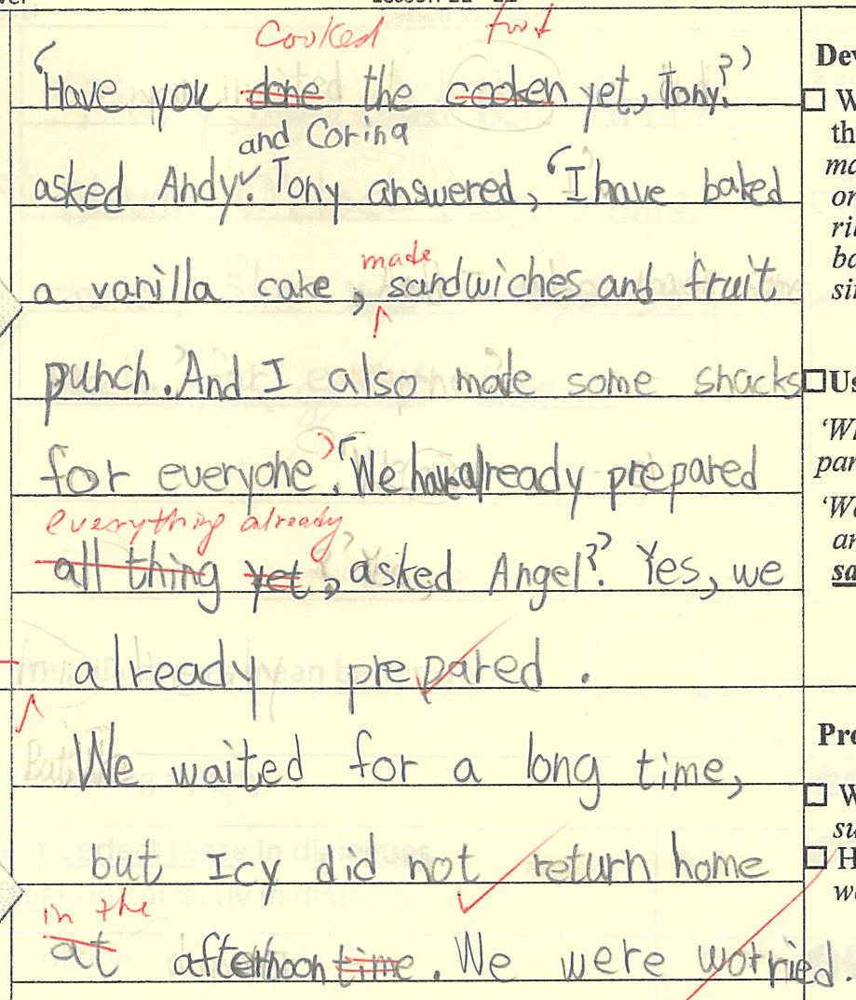 Cooked foot
'Have you done the cooken yet, Tony?'
and Corina
asked Andy. Tony answered, 'I have baked
made
a vanilla cake, sandwiches and fruit
punch. And I also made some snacks
for everyone.' 'We have already prepared
everything already
all thing yet, asked Angel?' Yes, we
already prepared.
We waited for a long time,
but Icy did not return home
in the
at afternoon time. We were worried.
Dev
W
th
ma
or
ri
ba
si
Us
'W
par
'We
ar
sa
Pre
W
su
H
we